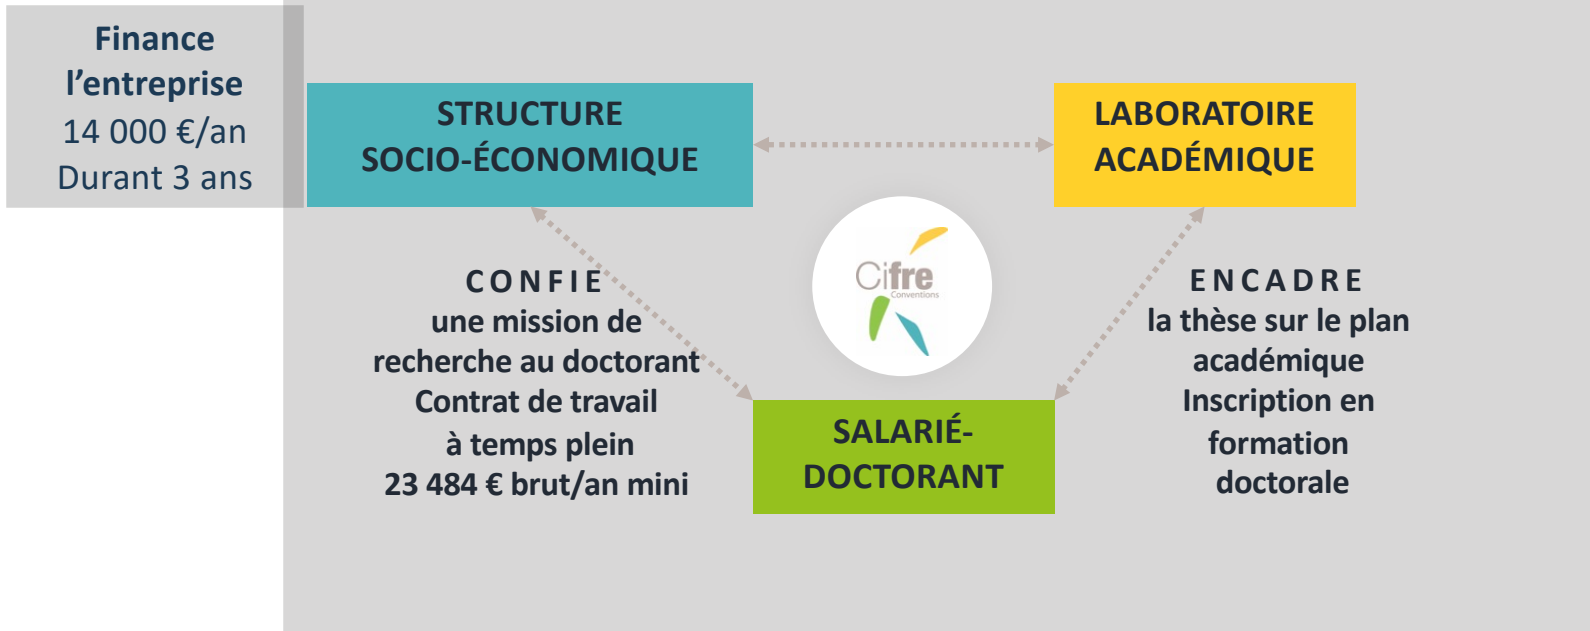 Finance
l’entreprise
14 000 €/an
Durant 3 ans
STRUCTURE
SOCIO-ÉCONOMIQUE
LABORATOIRE
ACADÉMIQUE
Cifre
Conventions
CONFIE
une mission de
recherche au doctorant
Contrat de travail
à temps plein
23 484 € brut/an mini
ENCADRE
la thèse sur le plan
académique
Inscription en
formation
doctorale
SALARIÉ-
DOCTORANT